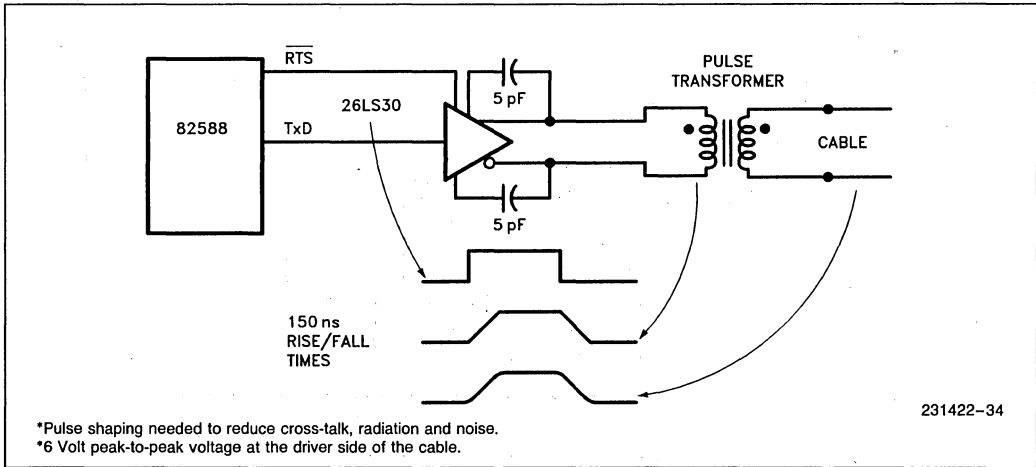 RTS
5 pF
PULSE
TRANSFORMER
26LS30
82588
TxD
CABLE
5 pF
150 ns
RISE/FALL
TIMES
231422–34
*Pulse shaping needed to reduce cross-talk, radiation and noise.
*6 Volt peak-to-peak voltage at the driver side of the cable.